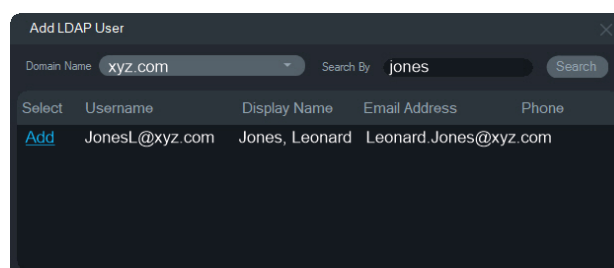 Add LDAP User
Domain Name xyz.com Search By jones Search
Select Username Display Name Email Address Phone
Add JonesL@xyz.com Jones, Leonard Leonard.Jones@xyz.com